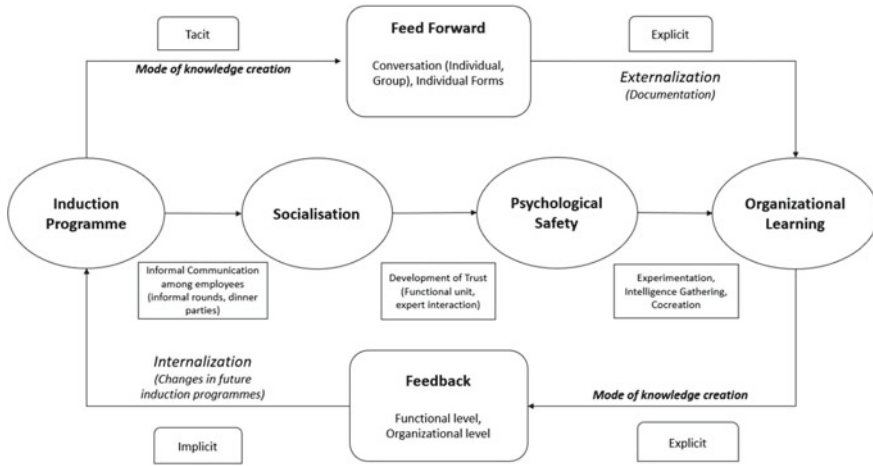 Tacit
Feed Forward
Explicit
Mode of knowledge creation
Conversation (Individual,
Group), Individual Forms
Externalization
(Documentation)
Induction
Programme
Socialisation
Psychological
Safety
Organizational
Learning
Informal Communication
among employees
(informal rounds, dinner
parties)
Development of Trust
(Functional unit,
expert interaction)
Experimentation,
Intelligence Gathering,
Cocreation
Internalization
(Changes in future
induction programmes)
Feedback
Mode of knowledge creation
Functional level,
Organizational level
Implicit
Explicit